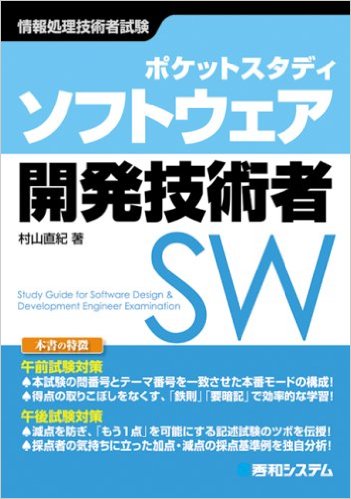 情報処理技術者試験
ポケットスタディ
ソフトウェア
開発技術者
村山直紀 著
SW
Study Guide for Software Design &
Development Engineer Examination
本書の特徴
午前試験対策
♠本試験の問番号とテーマ番号を一致させた本番モードの構成!
♠得点の取りこぼしをなくす、「鉄則」「要暗記」で効率的な学習!
午後試験対策
♠減点を防ぎ、「もう1点」を可能にする記述試験のツボを伝授!
♠採点者の気持ちに立った加点・減点の採点基準例を独自分析!
秀和システム